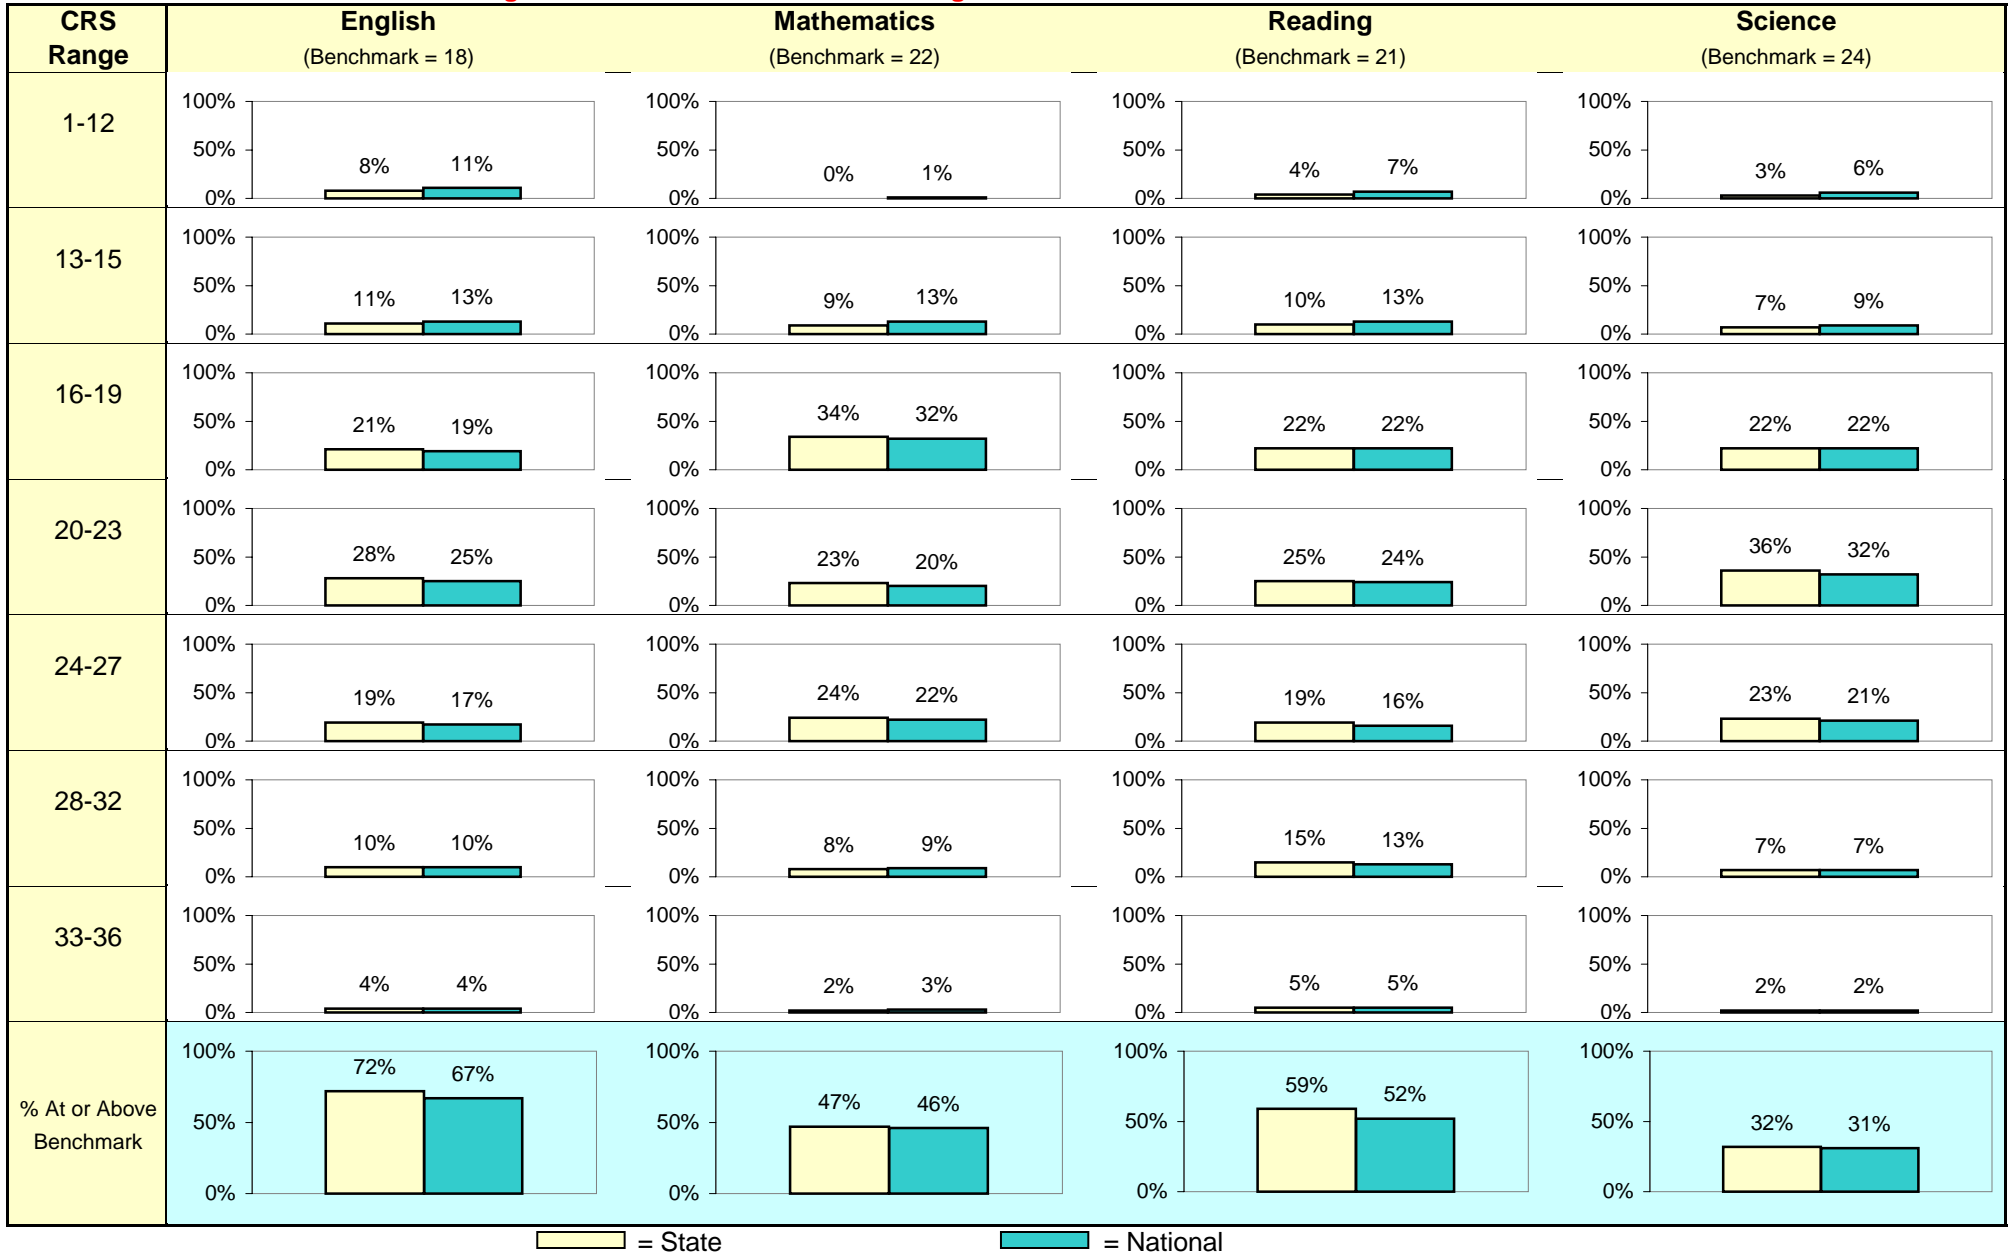 CRS Range English Mathematics Reading Science
(Benchmark = 18) (Benchmark = 22) (Benchmark = 21) (Benchmark = 24)
1-12
100% 100% 100% 100%
50% 50% 50% 50%
8% 11% 0% 1% 4% 7% 3% 6%
0% 0% 0% 0%
13-15
100% 100% 100% 100%
50% 50% 50% 50%
11% 13% 9% 13% 10% 13% 7% 9%
0% 0% 0% 0%
16-19
100% 100% 100% 100%
50% 50% 50% 50%
21% 19% 34% 32% 22% 22% 22% 22%
0% 0% 0% 0%
20-23
100% 100% 100% 100%
50% 50% 50% 50%
28% 25% 23% 20% 25% 24% 36% 32%
0% 0% 0% 0%
24-27
100% 100% 100% 100%
50% 50% 50% 50%
19% 17% 24% 22% 19% 16% 23% 21%
0% 0% 0% 0%
28-32
100% 100% 100% 100%
50% 50% 50% 50%
10% 10% 8% 9% 15% 13% 7% 7%
0% 0% 0% 0%
33-36
100% 100% 100% 100%
50% 50% 50% 50%
4% 4% 2% 3% 5% 5% 2% 2%
0% 0% 0% 0%
% At or Above
Benchmark
100% 100% 100% 100%
72% 67% 47% 46% 59% 52% 32% 31%
50% 50% 50% 50%
0% 0% 0% 0%
= State = National